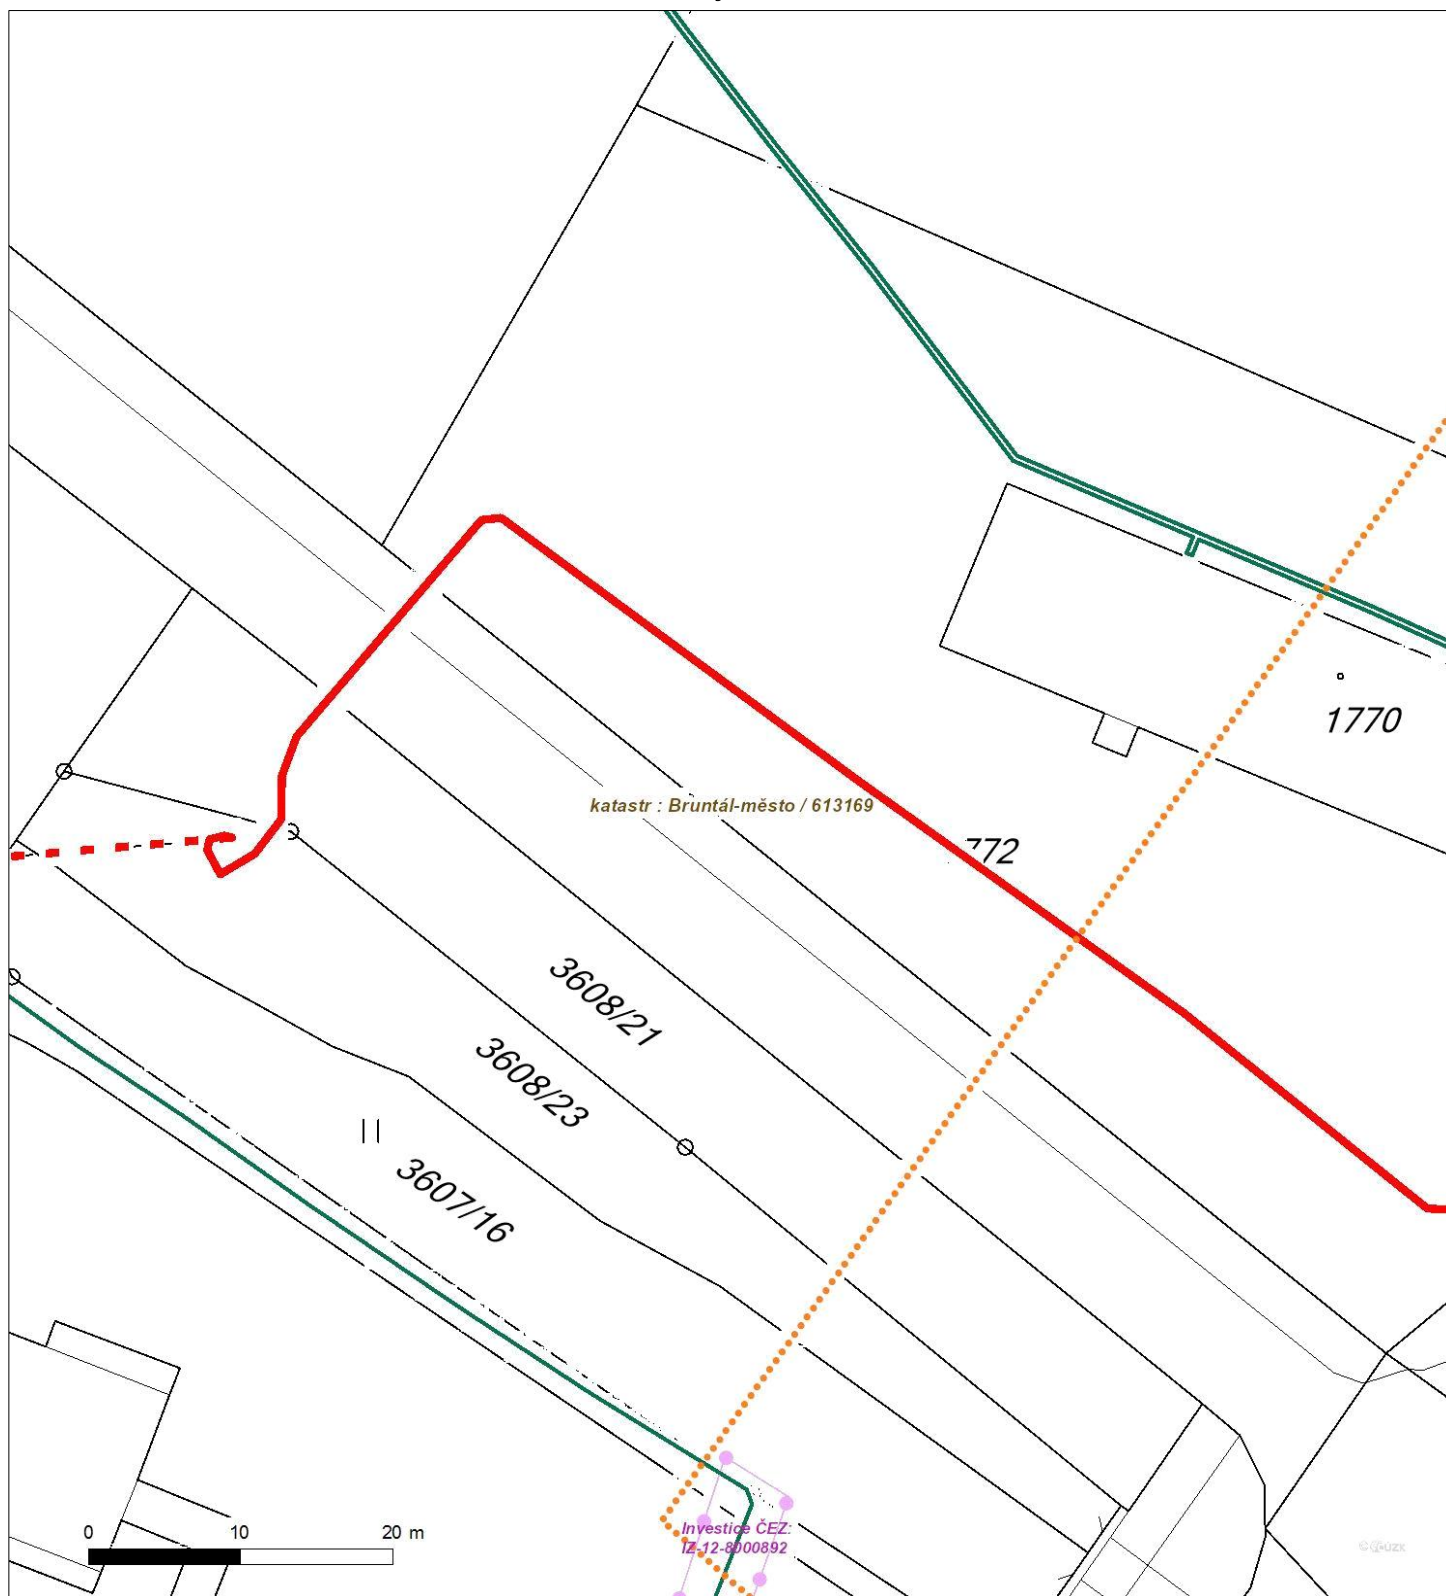 1770
katastr : Bruntál-město / 613169
772
3608/21
3608/23
3607/16
Investice ČEZ:
IZ-12-8000892
0 10 20 m